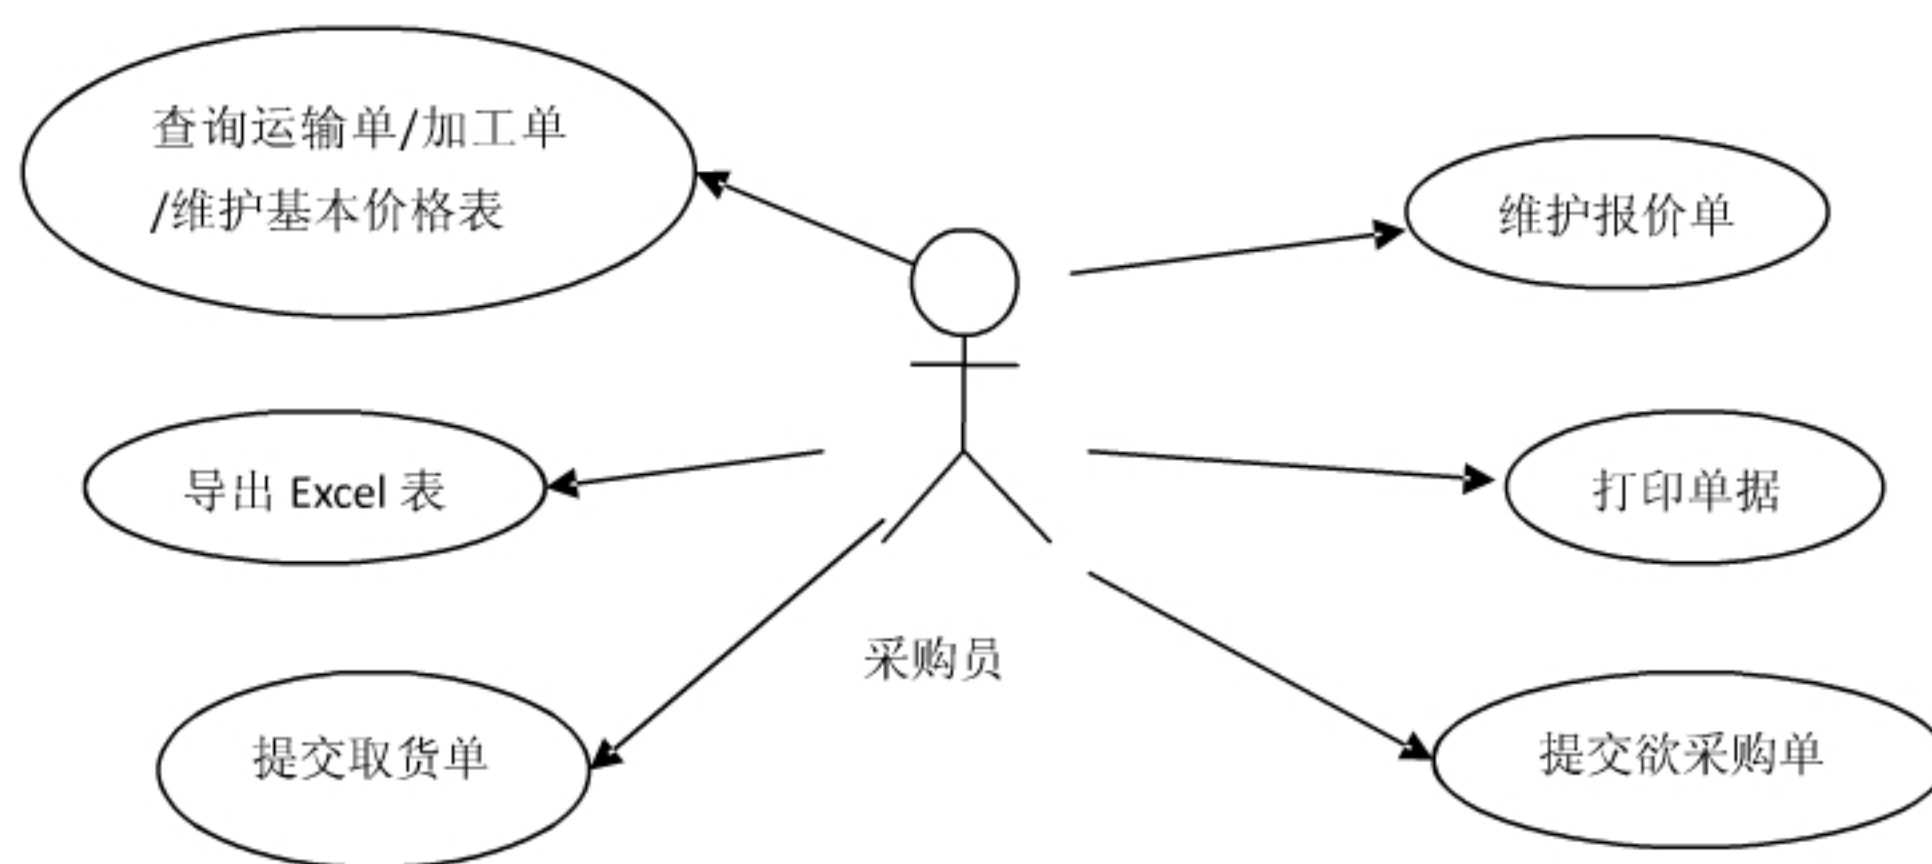 查询运输单/加工单
/维护基本价格表
维护报价单
导出 Excel 表
打印单据
采购员
提交取货单
提交欲采购单